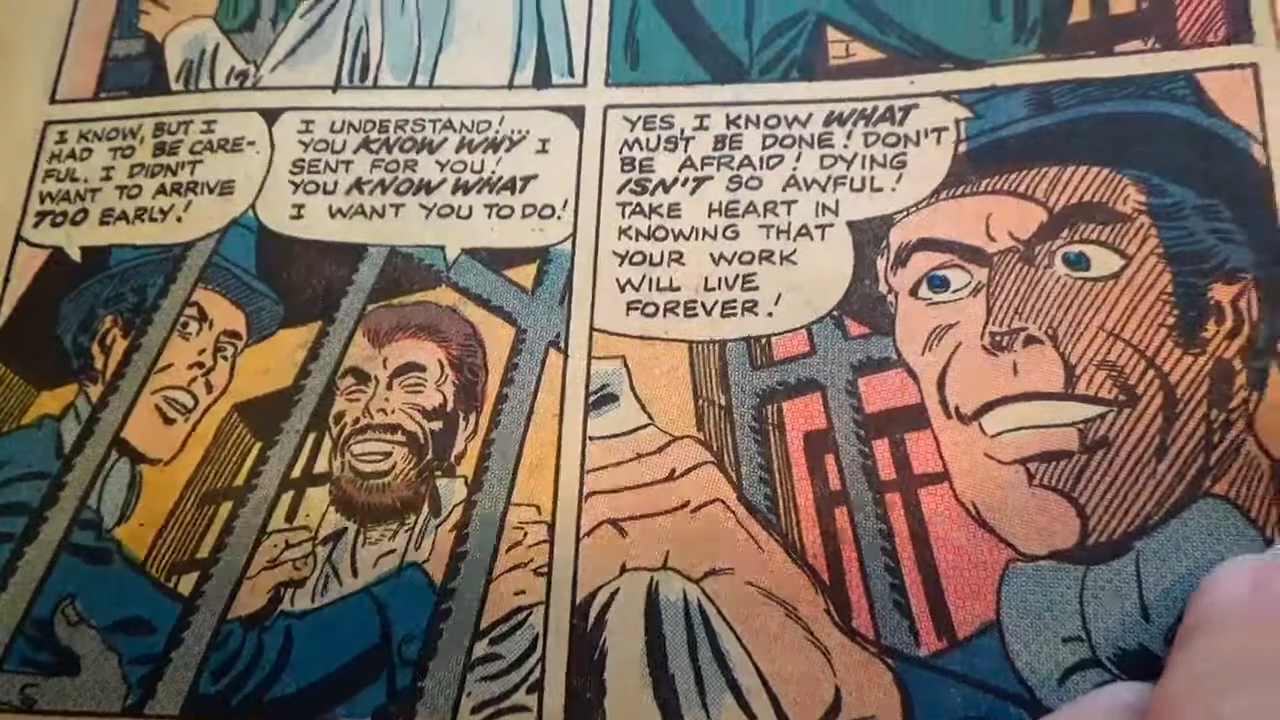 I KNOW, BUT I
HAD TO BE CARE-
FUL. I DIDN'T
WANT TO ARRIVE
TOO EARLY!
I UNDERSTAND!...
YOU KNOW WHY I
SENT FOR YOU!
YOU KNOW WHAT
I WANT YOU TO DO!
YES, I KNOW WHAT
MUST BE DONE! DON'T
BE AFRAID! DYING
ISN'T SO AWFUL!
TAKE HEART IN
KNOWING THAT
YOUR WORK
WILL LIVE
FOREVER!